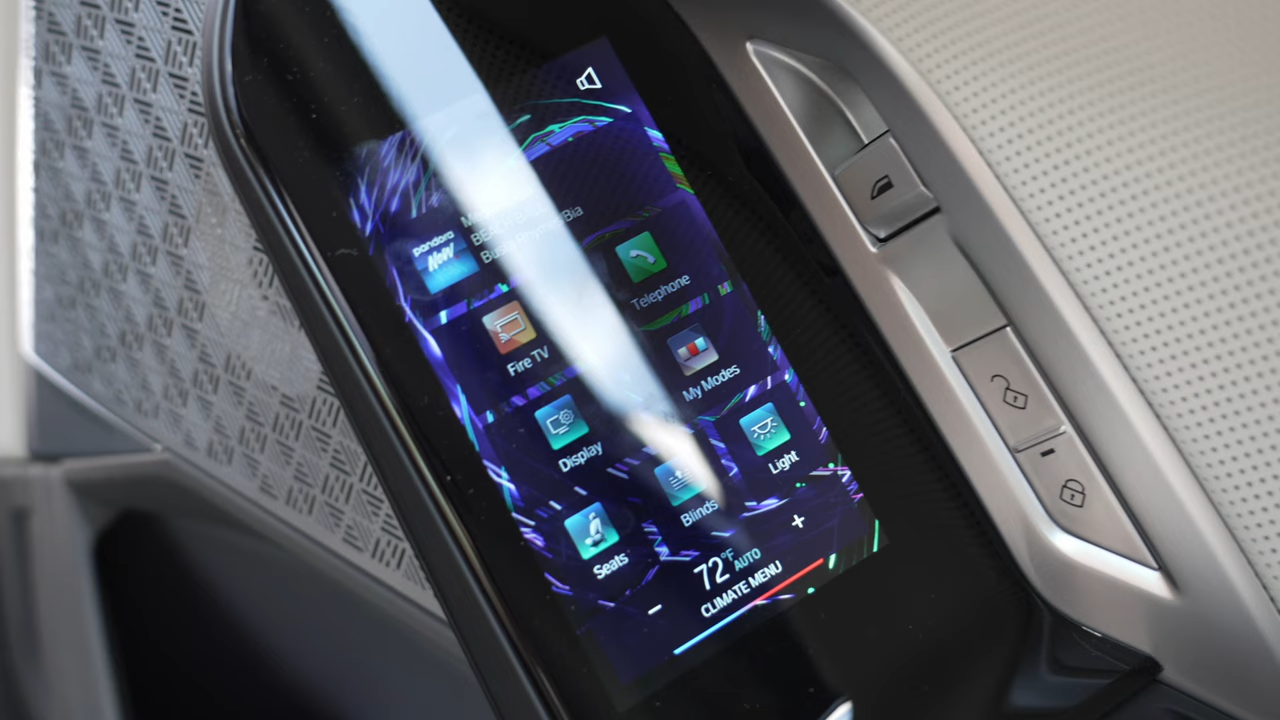 pandora
NOW
Telephone
Fire TV
My Modes
Display
Light
Blinds
Seats
+
72°F AUTO
-
CLIMATE MENU